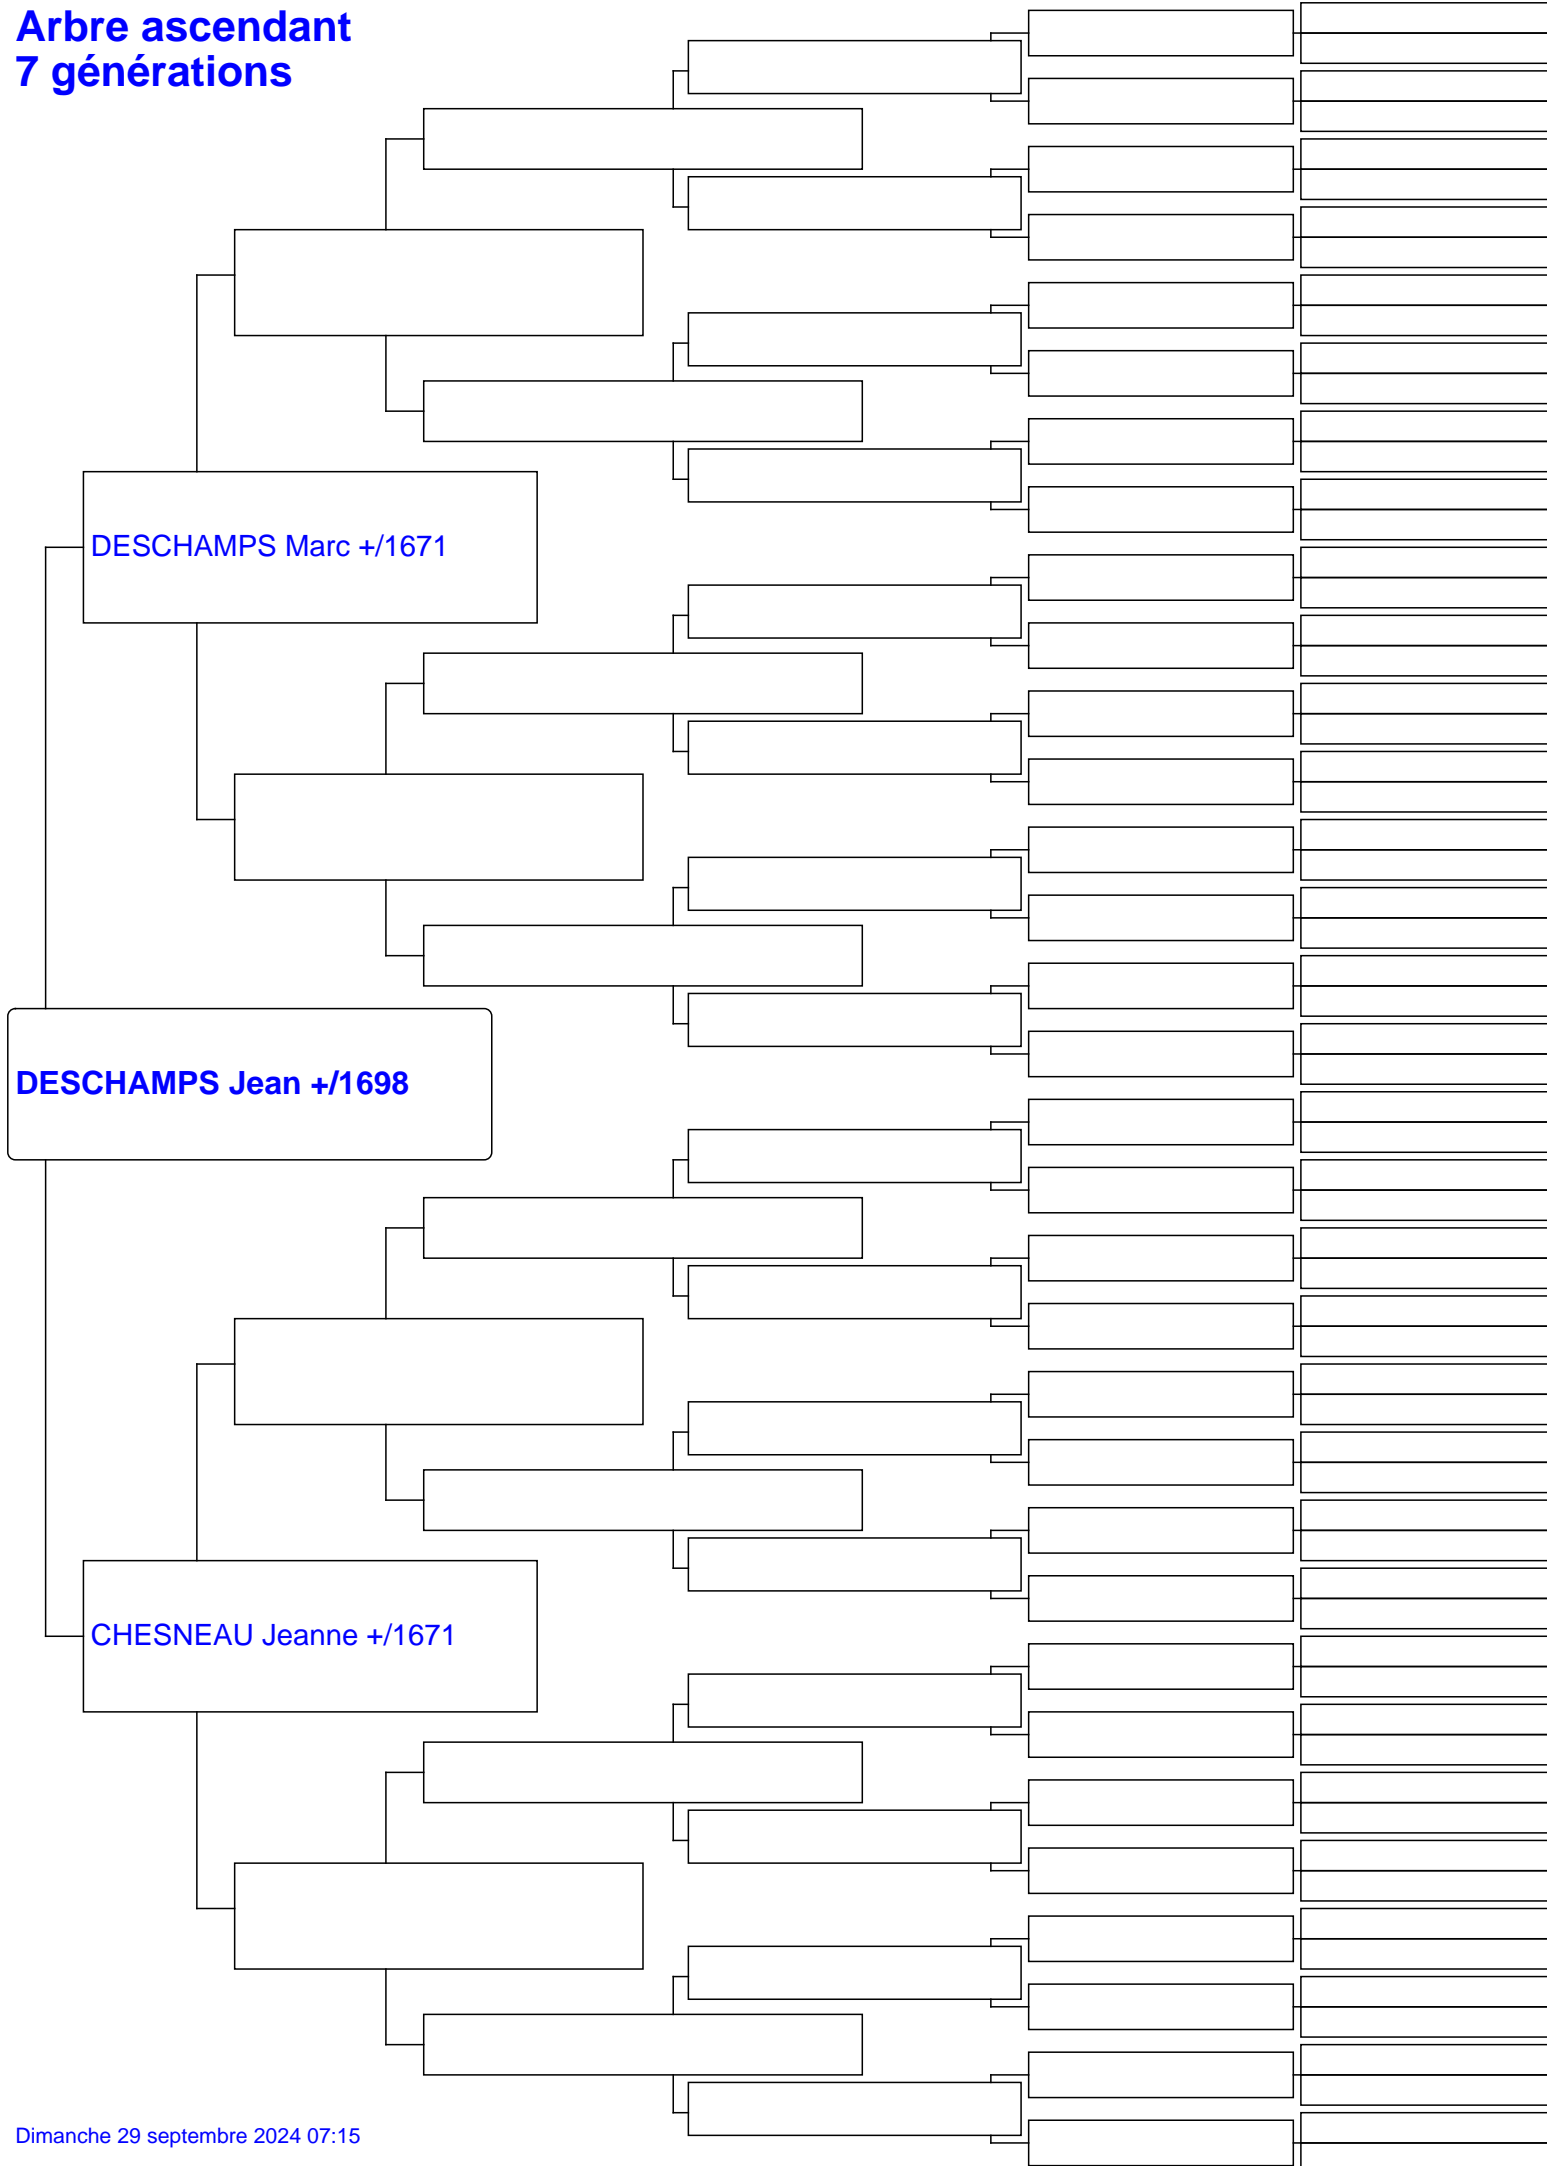 Arbre ascendant
7 générations
DESCHAMPS Marc +/1671
DESCHAMPS Jean +/1698
CHESNEAU Jeanne +/1671
Dimanche 29 septembre 2024 07:15